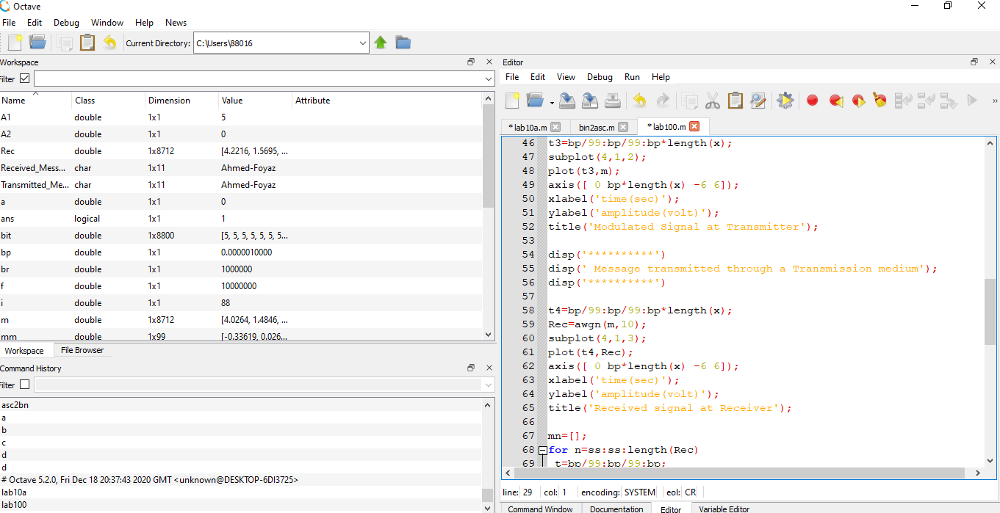 Octave
File Edit Debug Window Help News
Current Directory: C:\Users\88016
Workspace
Filter
Name Class Dimension Value Attribute
A1 double 1x1 5
A2 double 1x1 0
Rec double 1x8712 [4.2216, 1.5695, ...
Received_Mess... char 1x11 Ahmed-Foyaz
Transmitted_Me... char 1x11 Ahmed-Foyaz
a double 1x1 0
ans logical 1x1 1
bit double 1x8800 [5, 5, 5, 5, 5, 5, 5...
bp double 1x1 0.0000010000
br double 1x1 1000000
f double 1x1 10000000
i double 1x1 88
m double 1x8712 [4.0264, 1.4846, ...
mm double 1x99 [-0.33619, 0.026...
Workspace File Browser
Command History
Filter
asc2bn
a
b
c
d
d
# Octave 5.2.0, Fri Dec 18 20:37:43 2020 GMT <unknown@DESKTOP-6DI3725>
lab10a
lab100
Editor
File Edit View Debug Run Help
* lab10a.m bin2asc.m * lab100.m
46 t3=bp/99:bp/99:bp*length(x);
47 subplot(4,1,2);
48 plot(t3,m);
49 axis([ 0 bp*length(x) -6 6]);
50 xlabel('time(sec)');
51 ylabel('amplitude(volt)');
52 title('Modulated Signal at Transmitter');
53
54 disp('**********')
55 disp(' Message transmitted through a Transmission medium');
56 disp('**********')
57
58 t4=bp/99:bp/99:bp*length(x);
59 Rec=awgn(m,10);
60 subplot(4,1,3);
61 plot(t4,Rec);
62 axis([ 0 bp*length(x) -6 6]);
63 xlabel('time(sec)');
64 ylabel('amplitude(volt)');
65 title('Received signal at Receiver');
66
67 mn=[];
68 for n=ss:ss:length(Rec)
69 t=bp/99:bp/99:bp;
line: 29 col: 1 encoding: SYSTEM eol: CR
Command Window Documentation Editor Variable Editor